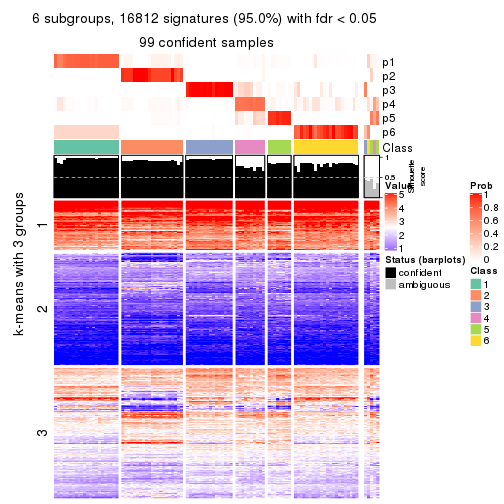 6 subgroups, 16812 signatures (95.0%) with fdr < 0.05
99 confident samples
p1
p2
p3
p4
p5
p6
Class
1
0.5
0
Silhouette
score
k-means with 3 groups
1
2
3
Value
5
4
3
2
1
Status (barplots)
confident
ambiguous
Prob
1
0.8
0.6
0.4
0.2
0
Class
1
2
3
4
5
6